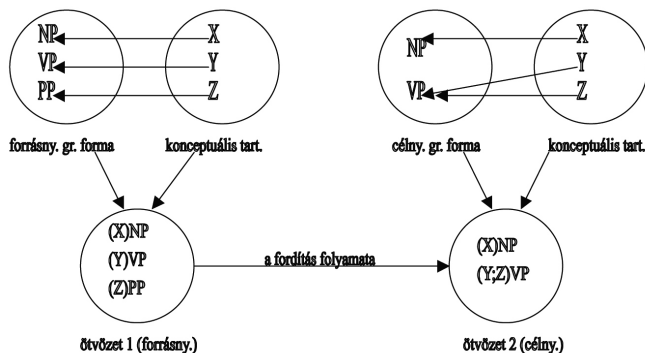 NP X
VP Y
PP Z
forrásny. gr. forma konceptuális tart.
NP X
Y
VP Z
célny. gr. forma konceptuális tart.
(X)NP
(Y)VP
(Z)PP
a fordítás folyamata
(X)NP
(Y;Z)VP
ötvözet 1 (forrásny.)
ötvözet 2 (célny.)